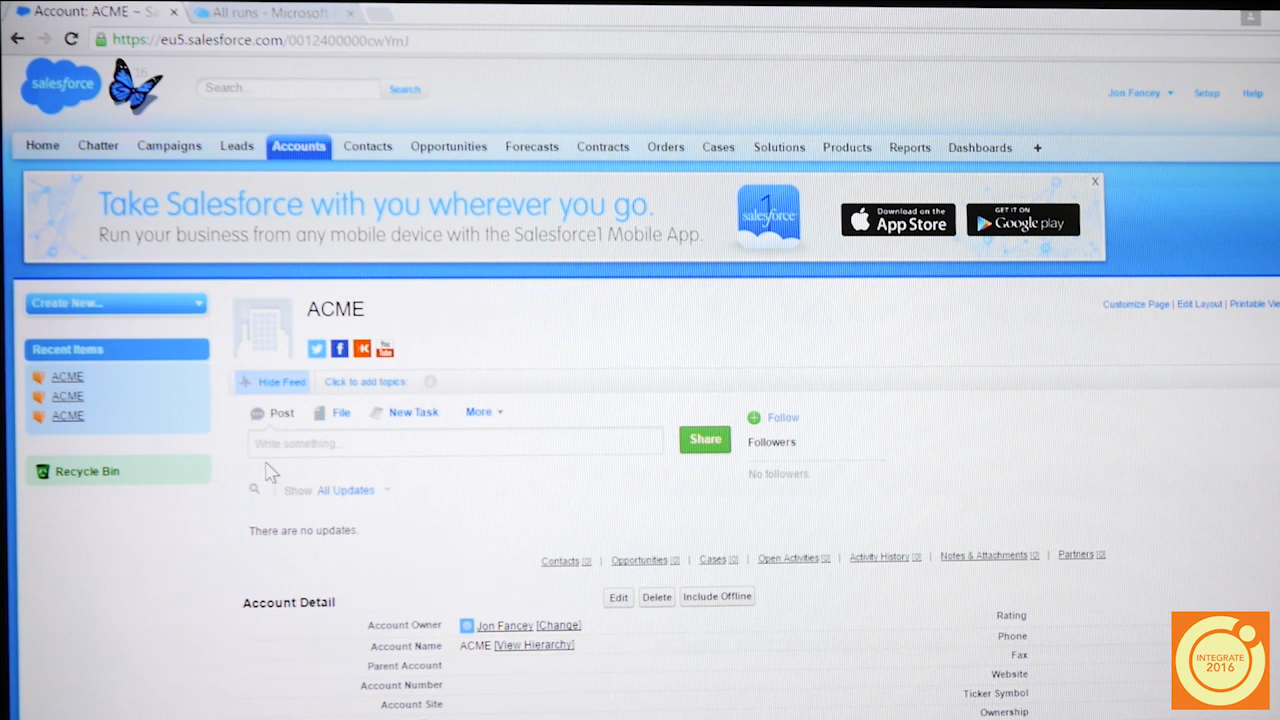 Account: ACME ~ Sa ×
All runs - Microsoft ×
https://eu5.salesforce.com/0012400000cwYmJ
salesforce
16
Search...
Search
Jon Fancey
Setup
Help
Home
Chatter
Campaigns
Leads
Accounts
Contacts
Opportunities
Forecasts
Contracts
Orders
Cases
Solutions
Products
Reports
Dashboards
+
Take Salesforce with you wherever you go.
Run your business from any mobile device with the Salesforce1 Mobile App.
1
salesforce
Download on the
App Store
GET IT ON
Google play
X
Create New...
Recent Items
ACME
ACME
ACME
Recycle Bin
ACME
You
Tube
Customize Page | Edit Layout | Printable Vie
Hide Feed
Click to add topics:
Post
File
New Task
More
Write something...
Share
Follow
Followers
No followers.
Show All Updates
There are no updates.
Contacts [0] | Opportunities [0] | Cases [0] | Open Activities [0] | Activity History [0] | Notes & Attachments [0] | Partners [0]
Account Detail
Edit
Delete
Include Offline
Account Owner
Jon Fancey [Change]
Account Name
ACME [View Hierarchy]
Parent Account
Account Number
Account Site
Rating
Phone
Fax
Website
Ticker Symbol
Ownership
INTEGRATE
2016